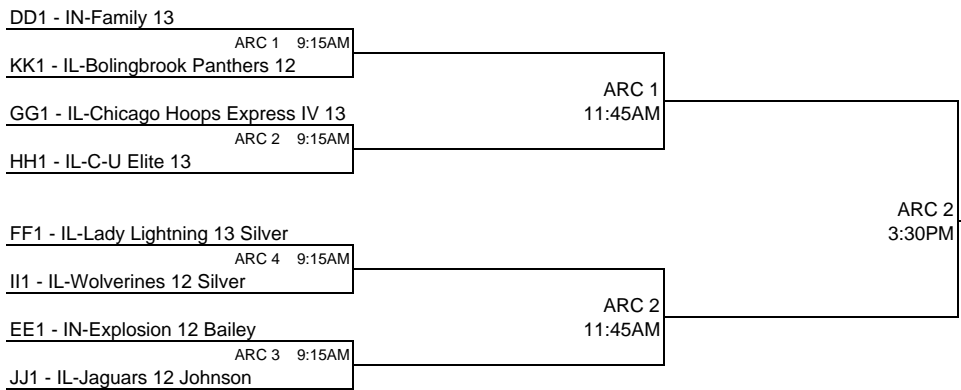 DD1 - IN-Family 13
ARC 1 9:15AM
KK1 - IL-Bolingbrook Panthers 12
ARC 1
11:45AM
GG1 - IL-Chicago Hoops Express IV 13
ARC 2 9:15AM
HH1 - IL-C-U Elite 13
ARC 2
3:30PM
FF1 - IL-Lady Lightning 13 Silver
ARC 4 9:15AM
II1 - IL-Wolverines 12 Silver
ARC 2
11:45AM
EE1 - IN-Explosion 12 Bailey
ARC 3 9:15AM
JJ1 - IL-Jaguars 12 Johnson